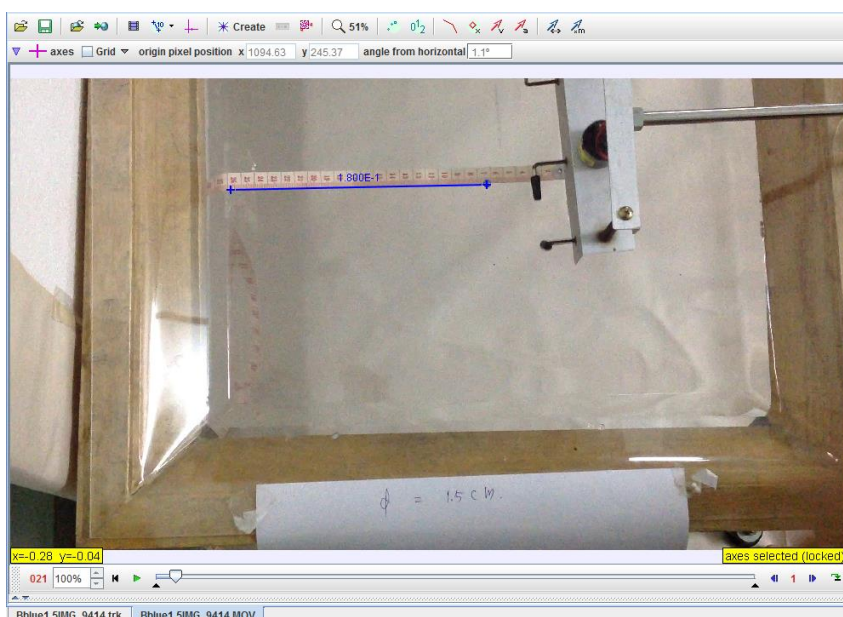 Create 51%
axes Grid origin pixel position x 1094.63 y 245.37 angle from horizontal 1.1°
1.800E-1
ϕ = 1.5 cm.
x=-0.28 y=-0.04
axes selected (locked)
021 100% 1
Bblue1.5IMG_9414.trk Bblue1.5IMG_9414.MOV